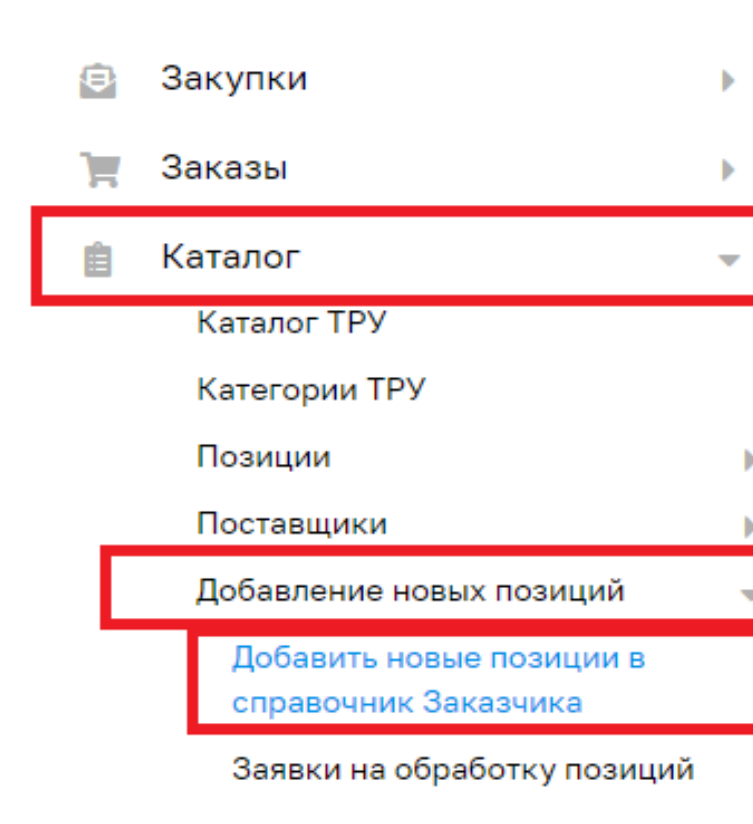 Закупки
Заказы
Каталог
Каталог ТРУ
Категории ТРУ
Позиции
Поставщики
Добавление новых позиций
Добавить новые позиции в
справочник Заказчика
Заявки на обработку позиций